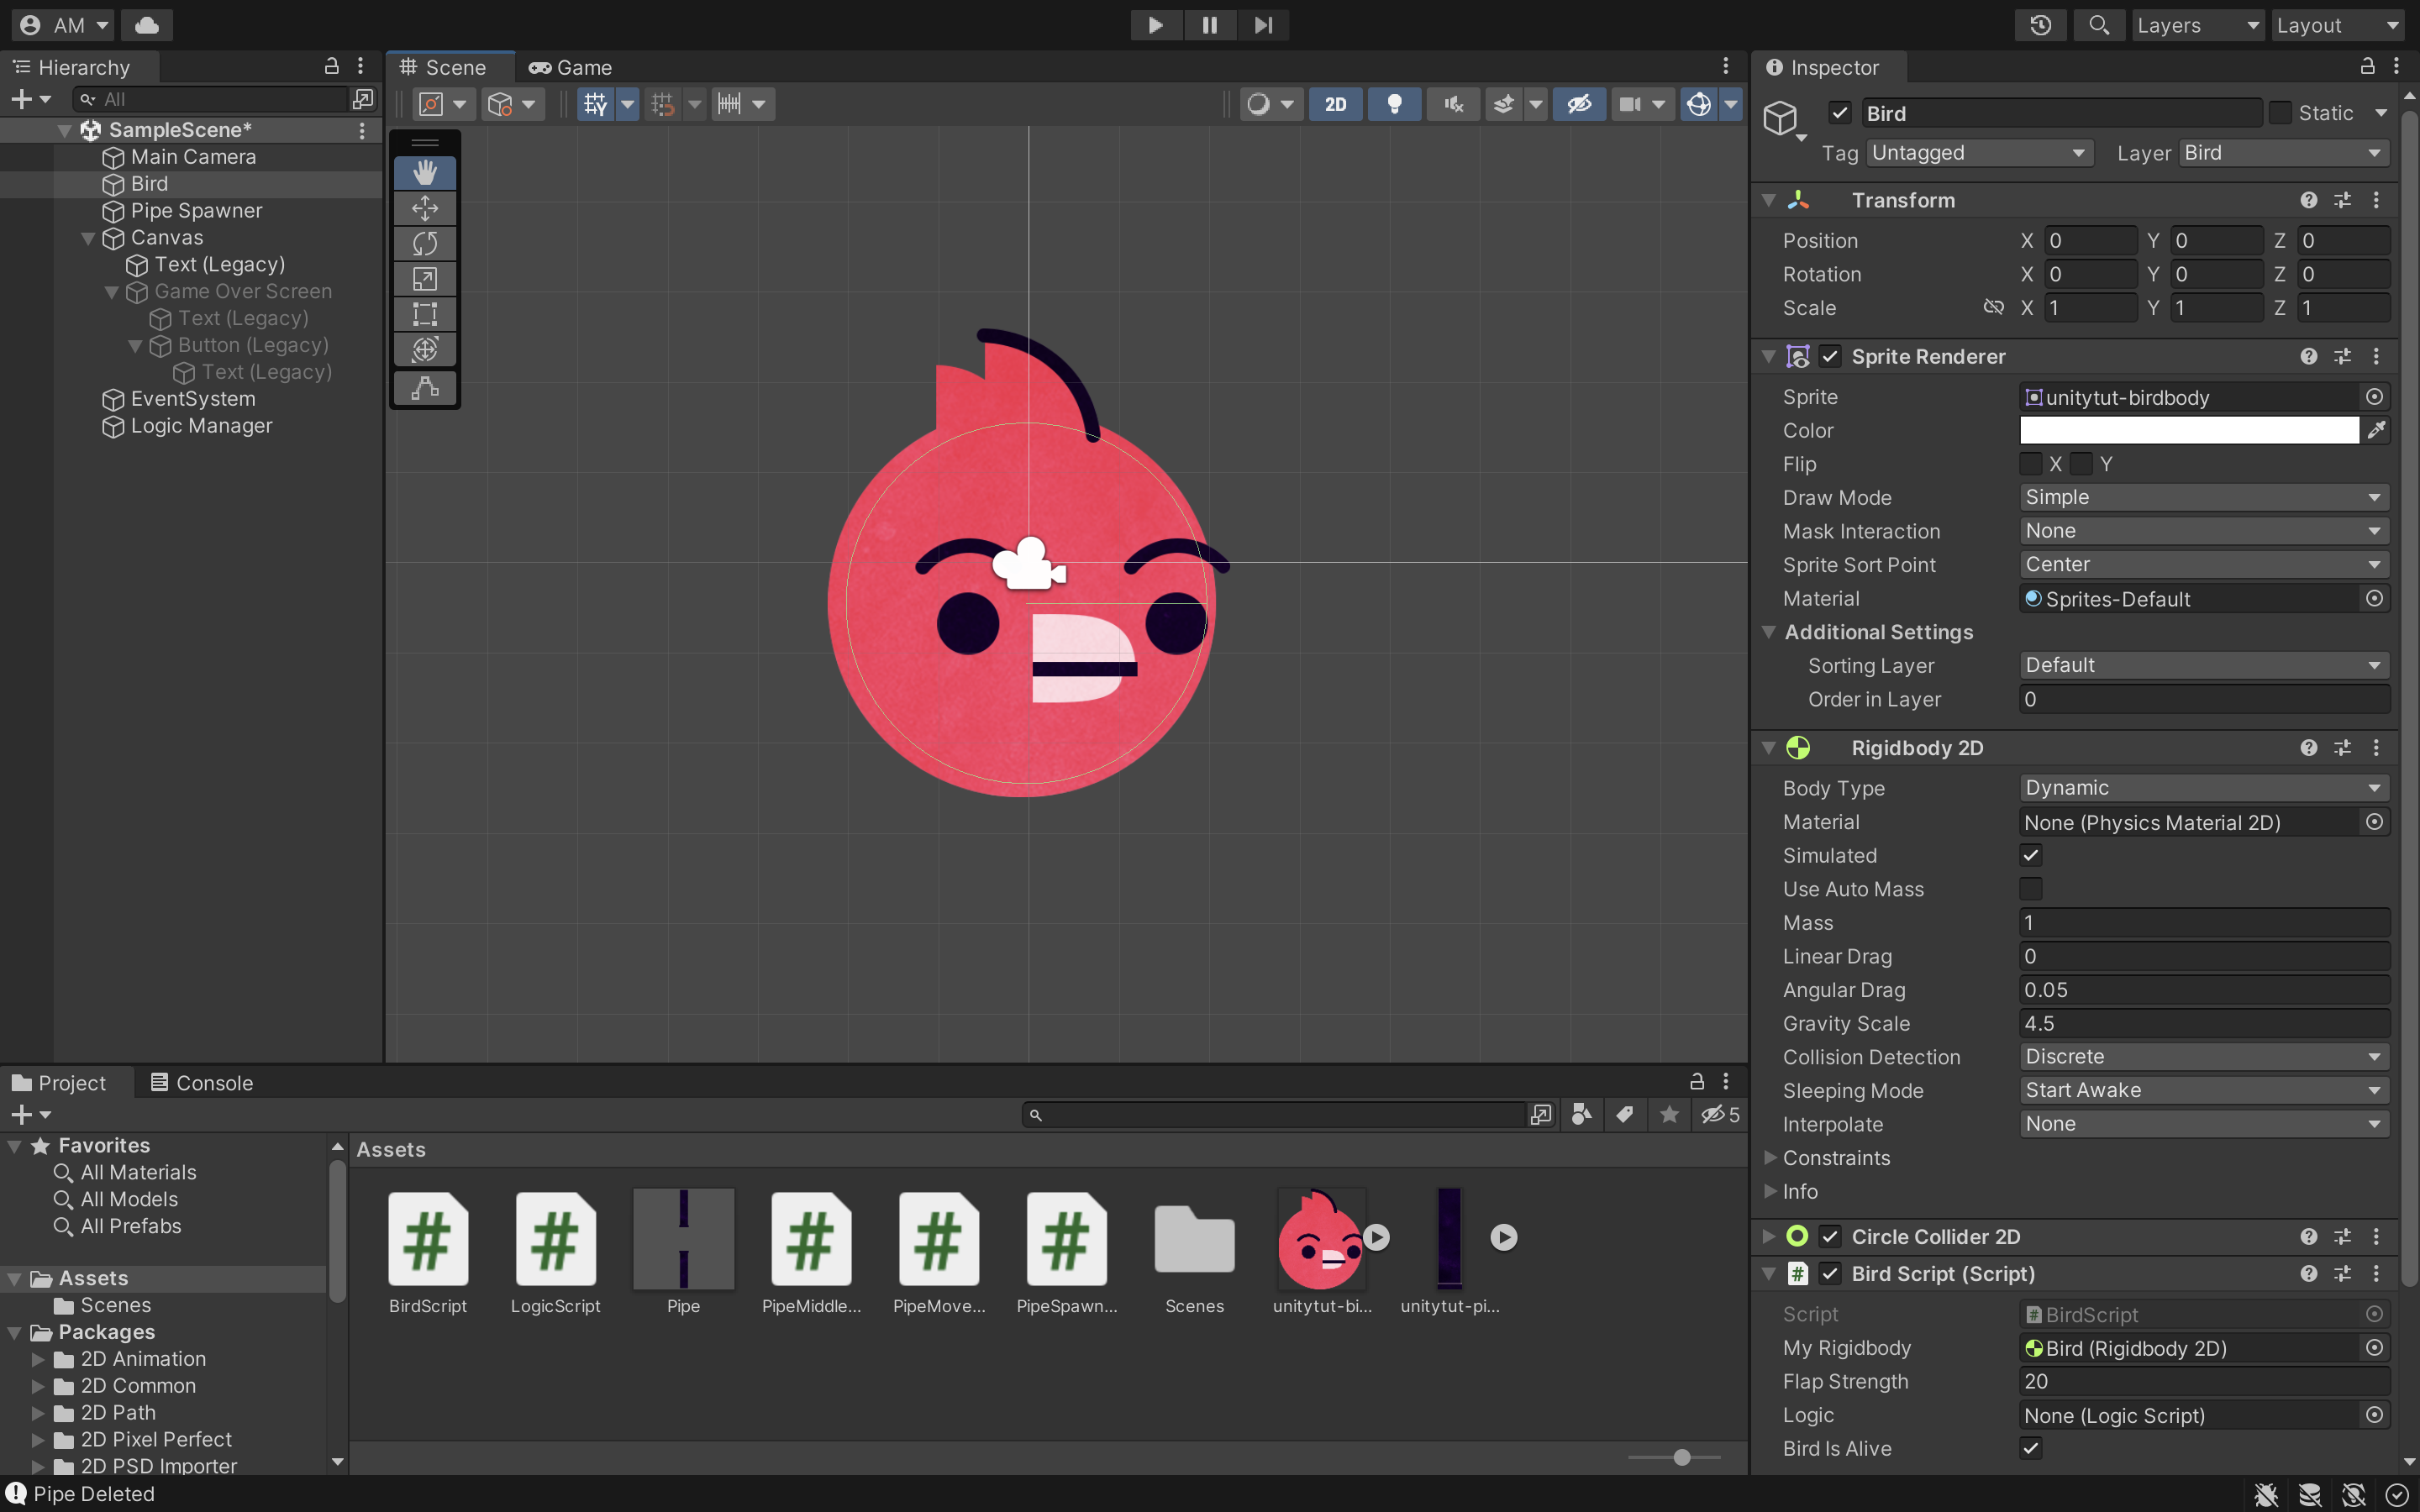 AM
Layers
Layout
Hierarchy
All
SampleScene*
Main Camera
Bird
Pipe Spawner
Canvas
Text (Legacy)
Game Over Screen
Text (Legacy)
Button (Legacy)
Text (Legacy)
EventSystem
Logic Manager
Scene
Game
2D
Inspector
Bird
Static
Tag Untagged Layer Bird
Transform
Position X 0 Y 0 Z 0
Rotation X 0 Y 0 Z 0
Scale X 1 Y 1 Z 1
Sprite Renderer
Sprite unitytut-birdbody
Color
Flip X Y
Draw Mode Simple
Mask Interaction None
Sprite Sort Point Center
Material Sprites-Default
Additional Settings
Sorting Layer Default
Order in Layer 0
Rigidbody 2D
Body Type Dynamic
Material None (Physics Material 2D)
Simulated
Use Auto Mass
Mass 1
Linear Drag 0
Angular Drag 0.05
Gravity Scale 4.5
Collision Detection Discrete
Sleeping Mode Start Awake
Interpolate None
Constraints
Info
Circle Collider 2D
# Bird Script (Script)
Script # BirdScript
My Rigidbody Bird (Rigidbody 2D)
Flap Strength 20
Logic None (Logic Script)
Bird Is Alive
Project
Console
5
Favorites
All Materials
All Models
All Prefabs
Assets
Scenes
Packages
2D Animation
2D Common
2D Path
2D Pixel Perfect
2D PSD Importer
Assets
# # # # #
BirdScript LogicScript Pipe PipeMiddle... PipeMove... PipeSpawn... Scenes unitytut-bi... unitytut-pi...
Pipe Deleted